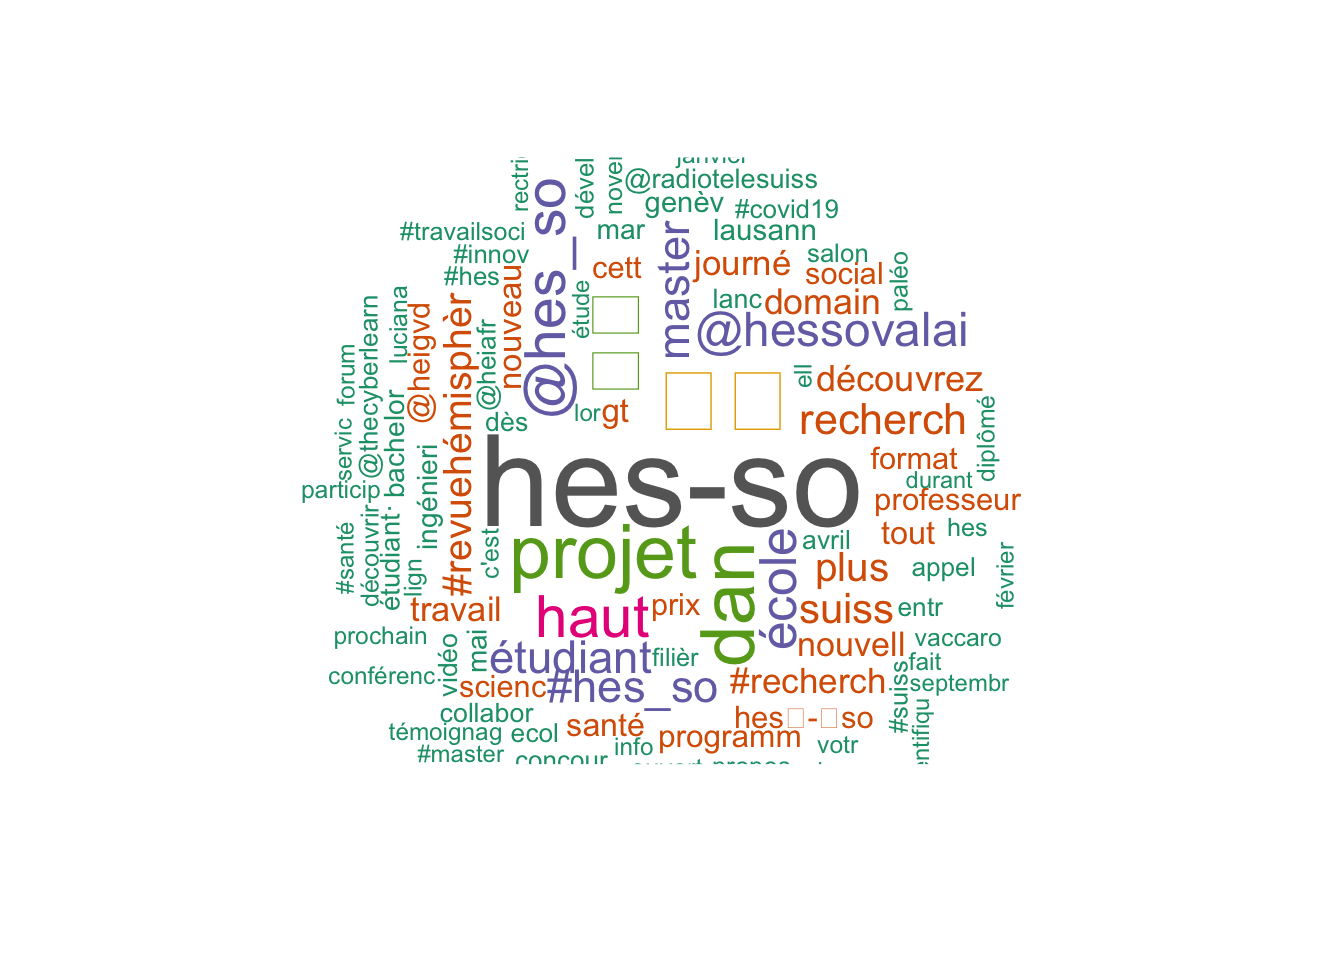 rectri
dével
novel
janvier
@radiotelesuiss
genèv
#covid19
@hes_so
#travailsoci
mar
lausann
master
#innov
cett
journé
salon
#hes
social
paléo
nouveau
étude
lanc
domain
luciana
@hessovalai
@thecyberlearn
@heigvd
#revuehémisphèr
@heiafr
forum
ell
découvrez
lor
gt
dès
recherch
diplômé
servic
bachelor
ingénieri
hes-so
format
durant
particip
professeur
projet
dan
école
avril
tout
hes
#santé
découvrir
étudiant·
lign
c'est
plus
appel
février
travail
haut
prix
suiss
entr
prochain
vidéo
mai
étudiant
filièr
nouvell
vaccaro
fait
conférenc
scienc
#hes_so
#recherch
#suiss
septembr
collabor
santé
hes□-□so
témoignag
ecol
info
programm
votr
entifiqu
#master
concour